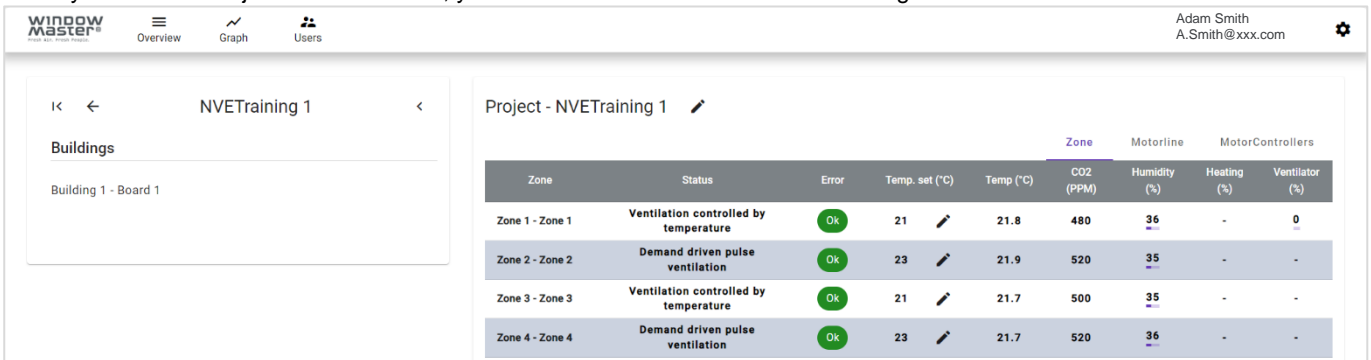 WINDOW
Master®
Fresh Air. Fresh People.
Overview
Graph
Users
Adam Smith
A.Smith@xxx.com
NVETraining 1
Buildings
Building 1 - Board 1
Project - NVETraining 1
Zone Motorline MotorControllers
Zone Status Error Temp. set (°C) Temp (°C) CO2 (PPM) Humidity (%) Heating (%) Ventilator (%)
Zone 1 - Zone 1 Ventilation controlled by temperature Ok 21 21.8 480 36 - 0
Zone 2 - Zone 2 Demand driven pulse ventilation Ok 23 21.9 520 35 - -
Zone 3 - Zone 3 Ventilation controlled by temperature Ok 21 21.7 500 35 - -
Zone 4 - Zone 4 Demand driven pulse ventilation Ok 23 21.7 520 36 - -